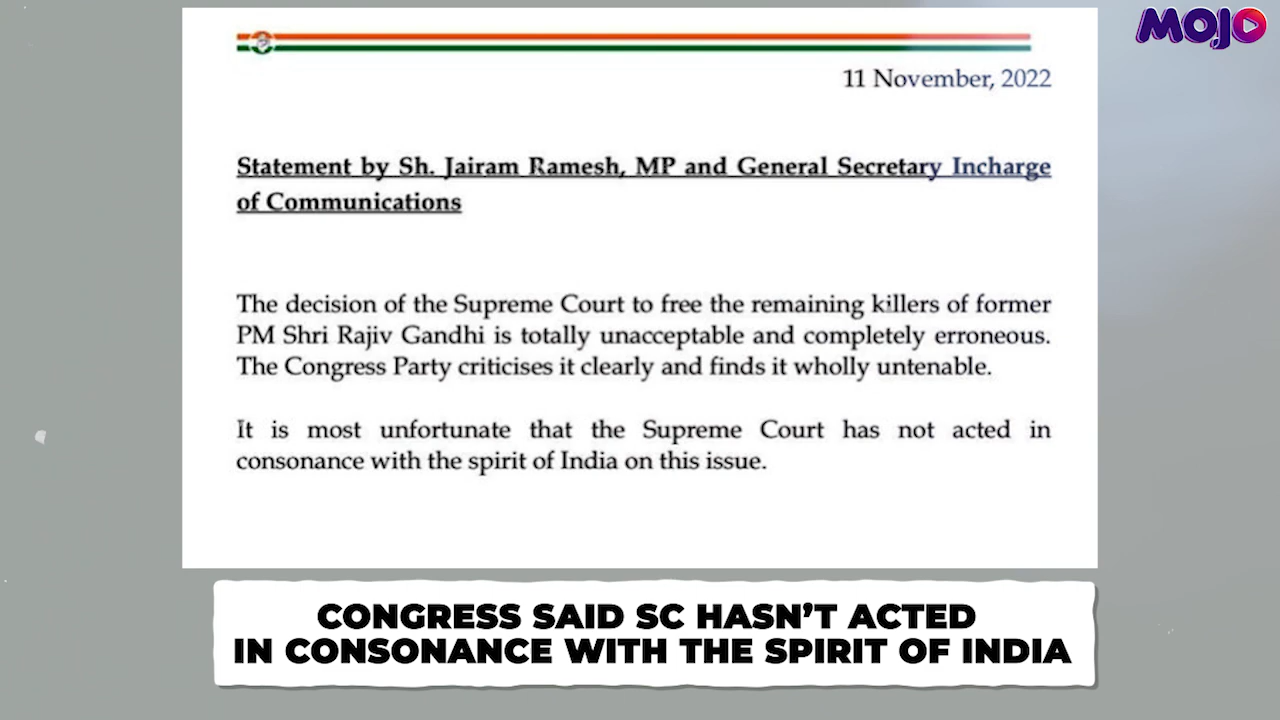 MOJO
11 November, 2022
Statement by Sh. Jairam Ramesh, MP and General Secretary Incharge
of Communications
The decision of the Supreme Court to free the remaining killers of former
PM Shri Rajiv Gandhi is totally unacceptable and completely erroneous.
The Congress Party criticises it clearly and finds it wholly untenable.
It is most unfortunate that the Supreme Court has not acted in
consonance with the spirit of India on this issue.
CONGRESS SAID SC HASN'T ACTED
IN CONSONANCE WITH THE SPIRIT OF INDIA